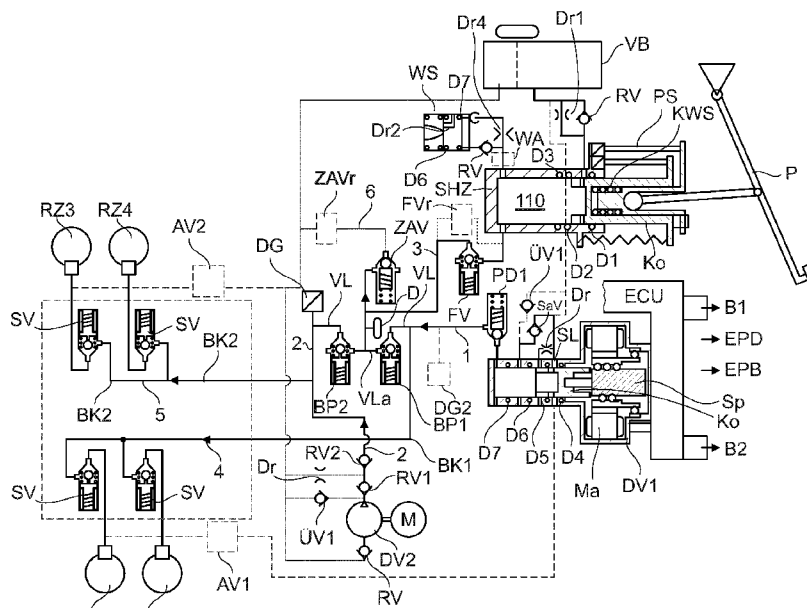 Dr4 Dr1
VB
WS D7
RV PS KWS
Dr2
RV WA D3
P
D6 SHZ
ZAVr 6
110
RZ3 RZ4 AV2 FVr ZAV
3
D2 D1 Ko
DG VL D VL FV PD1 ÜV1 ECU
SaV Dr
B1
SV SV
SL
EPD
1
2
EPB
BK2
Sp
BK2 5 BP2 VLa BP1 DG2
D6 Ko
D7 D5 D4
B2
2
4 RV2 BK1
Ma DV1
SV SV Dr RV1
ÜV1 M
DV2
AV1 RV